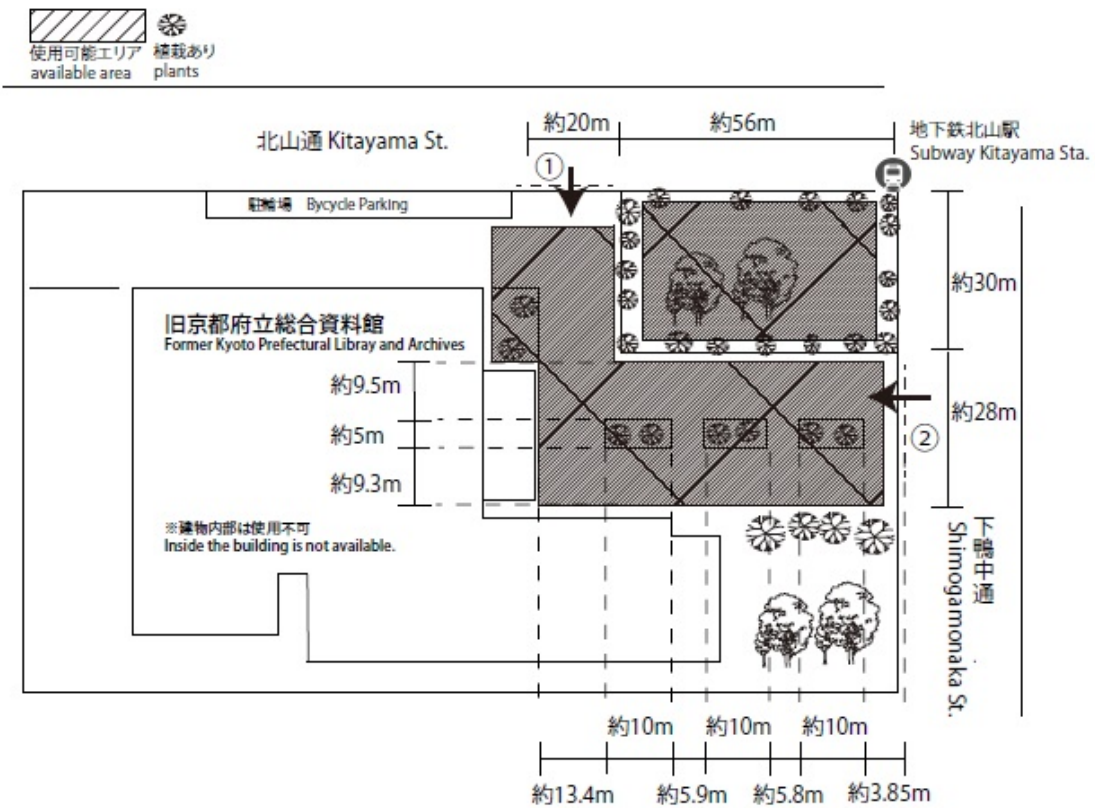 使用可能エリア 植栽あり
available area plants
約20m 約56m
北山通 Kitayama St.
地下鉄北山駅
Subway Kitayama Sta.
①
駐輪場 Bycycle Parking
約30m
旧京都府立総合資料館
Former Kyoto Prefectural Libray and Archives
約9.5m
約5m
約9.3m
②
約28m
※建物内部は使用不可
Inside the building is not available.
下鴨中通
Shimogamonaka St.
約10m 約10m 約10m
約13.4m 約5.9m 約5.8m 約3.85m